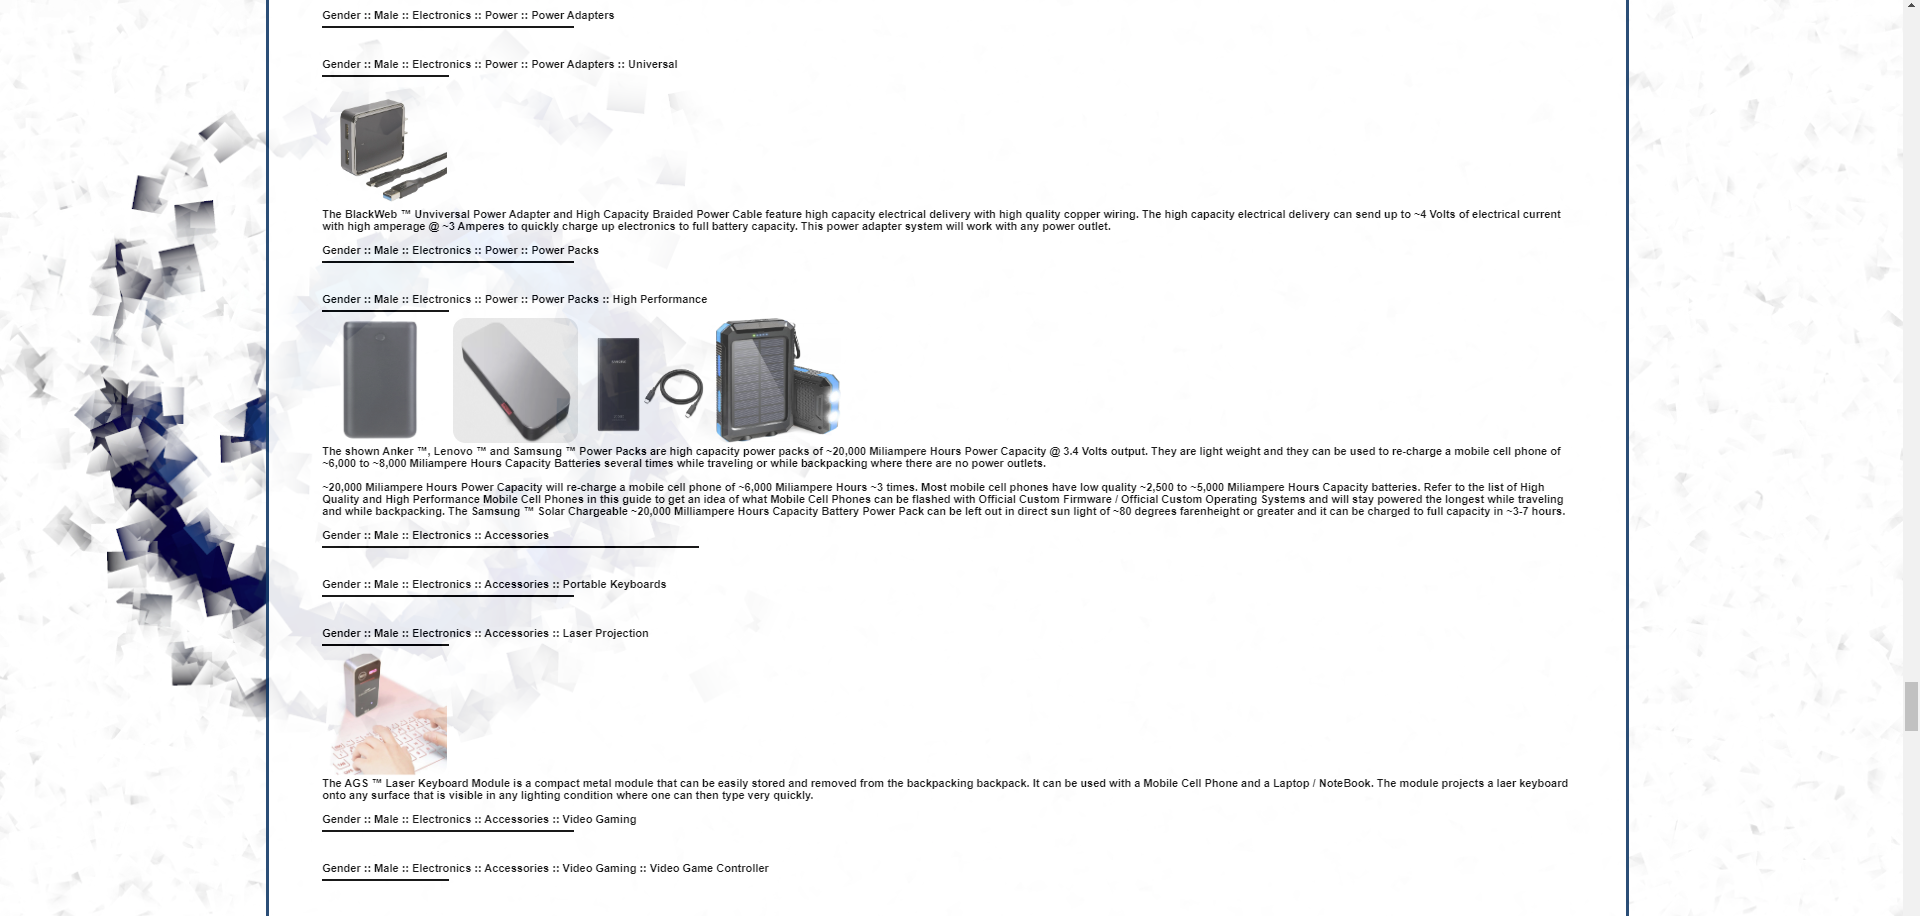 Gender :: Male :: Electronics :: Power :: Power Adapters
Gender :: Male :: Electronics :: Power :: Power Adapters :: Universal
The BlackWeb ™ Unviversal Power Adapter and High Capacity Braided Power Cable feature high capacity electrical delivery with high quality copper wiring. The high capacity electrical delivery can send up to ~4 Volts of electrical current
with high amperage @ ~3 Amperes to quickly charge up electronics to full battery capacity. This power adapter system will work with any power outlet.
Gender :: Male :: Electronics :: Power :: Power Packs
Gender :: Male :: Electronics :: Power :: Power Packs :: High Performance
The shown Anker ™, Lenovo ™ and Samsung ™ Power Packs are high capacity power packs of ~20,000 Miliampere Hours Power Capacity @ 3.4 Volts output. They are light weight and they can be used to re-charge a mobile cell phone of
~6,000 to ~8,000 Miliampere Hours Capacity Batteries several times while traveling or while backpacking where there are no power outlets.
~20,000 Miliampere Hours Power Capacity will re-charge a mobile cell phone of ~6,000 Miliampere Hours ~3 times. Most mobile cell phones have low quality ~2,500 to ~5,000 Miliampere Hours Capacity batteries. Refer to the list of High
Quality and High Performance Mobile Cell Phones in this guide to get an idea of what Mobile Cell Phones can be flashed with Official Custom Firmware / Official Custom Operating Systems and will stay powered the longest while traveling
and while backpacking. The Samsung ™ Solar Chargeable ~20,000 Milliampere Hours Capacity Battery Power Pack can be left out in direct sun light of ~80 degrees farenheight or greater and it can be charged to full capacity in ~3-7 hours.
Gender :: Male :: Electronics :: Accessories
Gender :: Male :: Electronics :: Accessories :: Portable Keyboards
Gender :: Male :: Electronics :: Accessories :: Laser Projection
The AGS ™ Laser Keyboard Module is a compact metal module that can be easily stored and removed from the backpacking backpack. It can be used with a Mobile Cell Phone and a Laptop / NoteBook. The module projects a laer keyboard
onto any surface that is visible in any lighting condition where one can then type very quickly.
Gender :: Male :: Electronics :: Accessories :: Video Gaming
Gender :: Male :: Electronics :: Accessories :: Video Gaming :: Video Game Controller